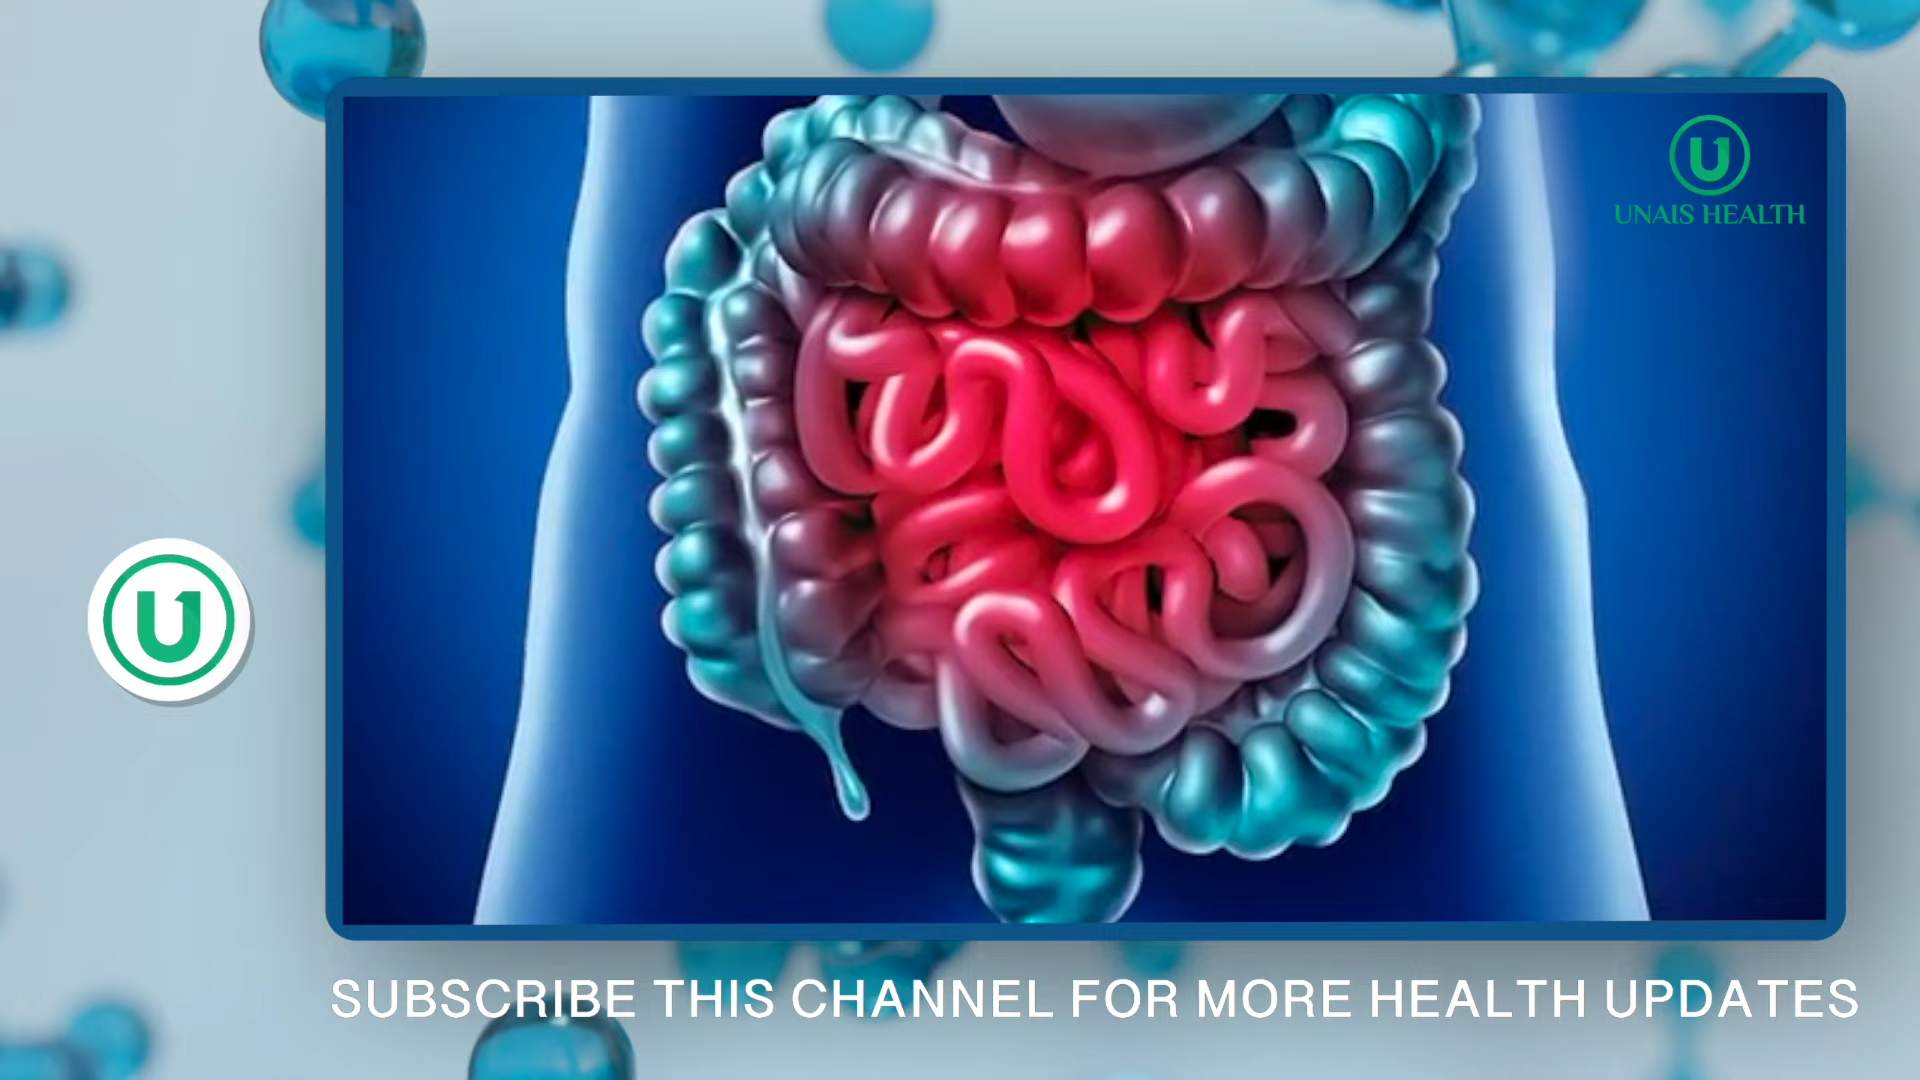 U
UNAIS HEALTH
U
SUBSCRIBE THIS CHANNEL FOR MORE HEALTH UPDATES